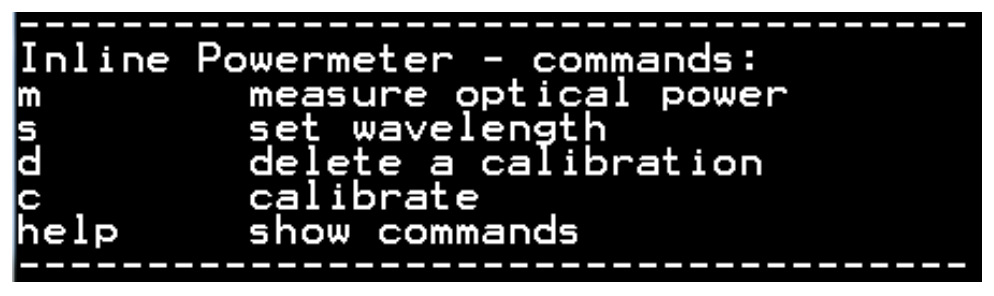 -----------------------------------------
Inline Powermeter - commands:
m         measure optical power
s         set wavelength
d         delete a calibration
c         calibrate
help      show commands
-----------------------------------------